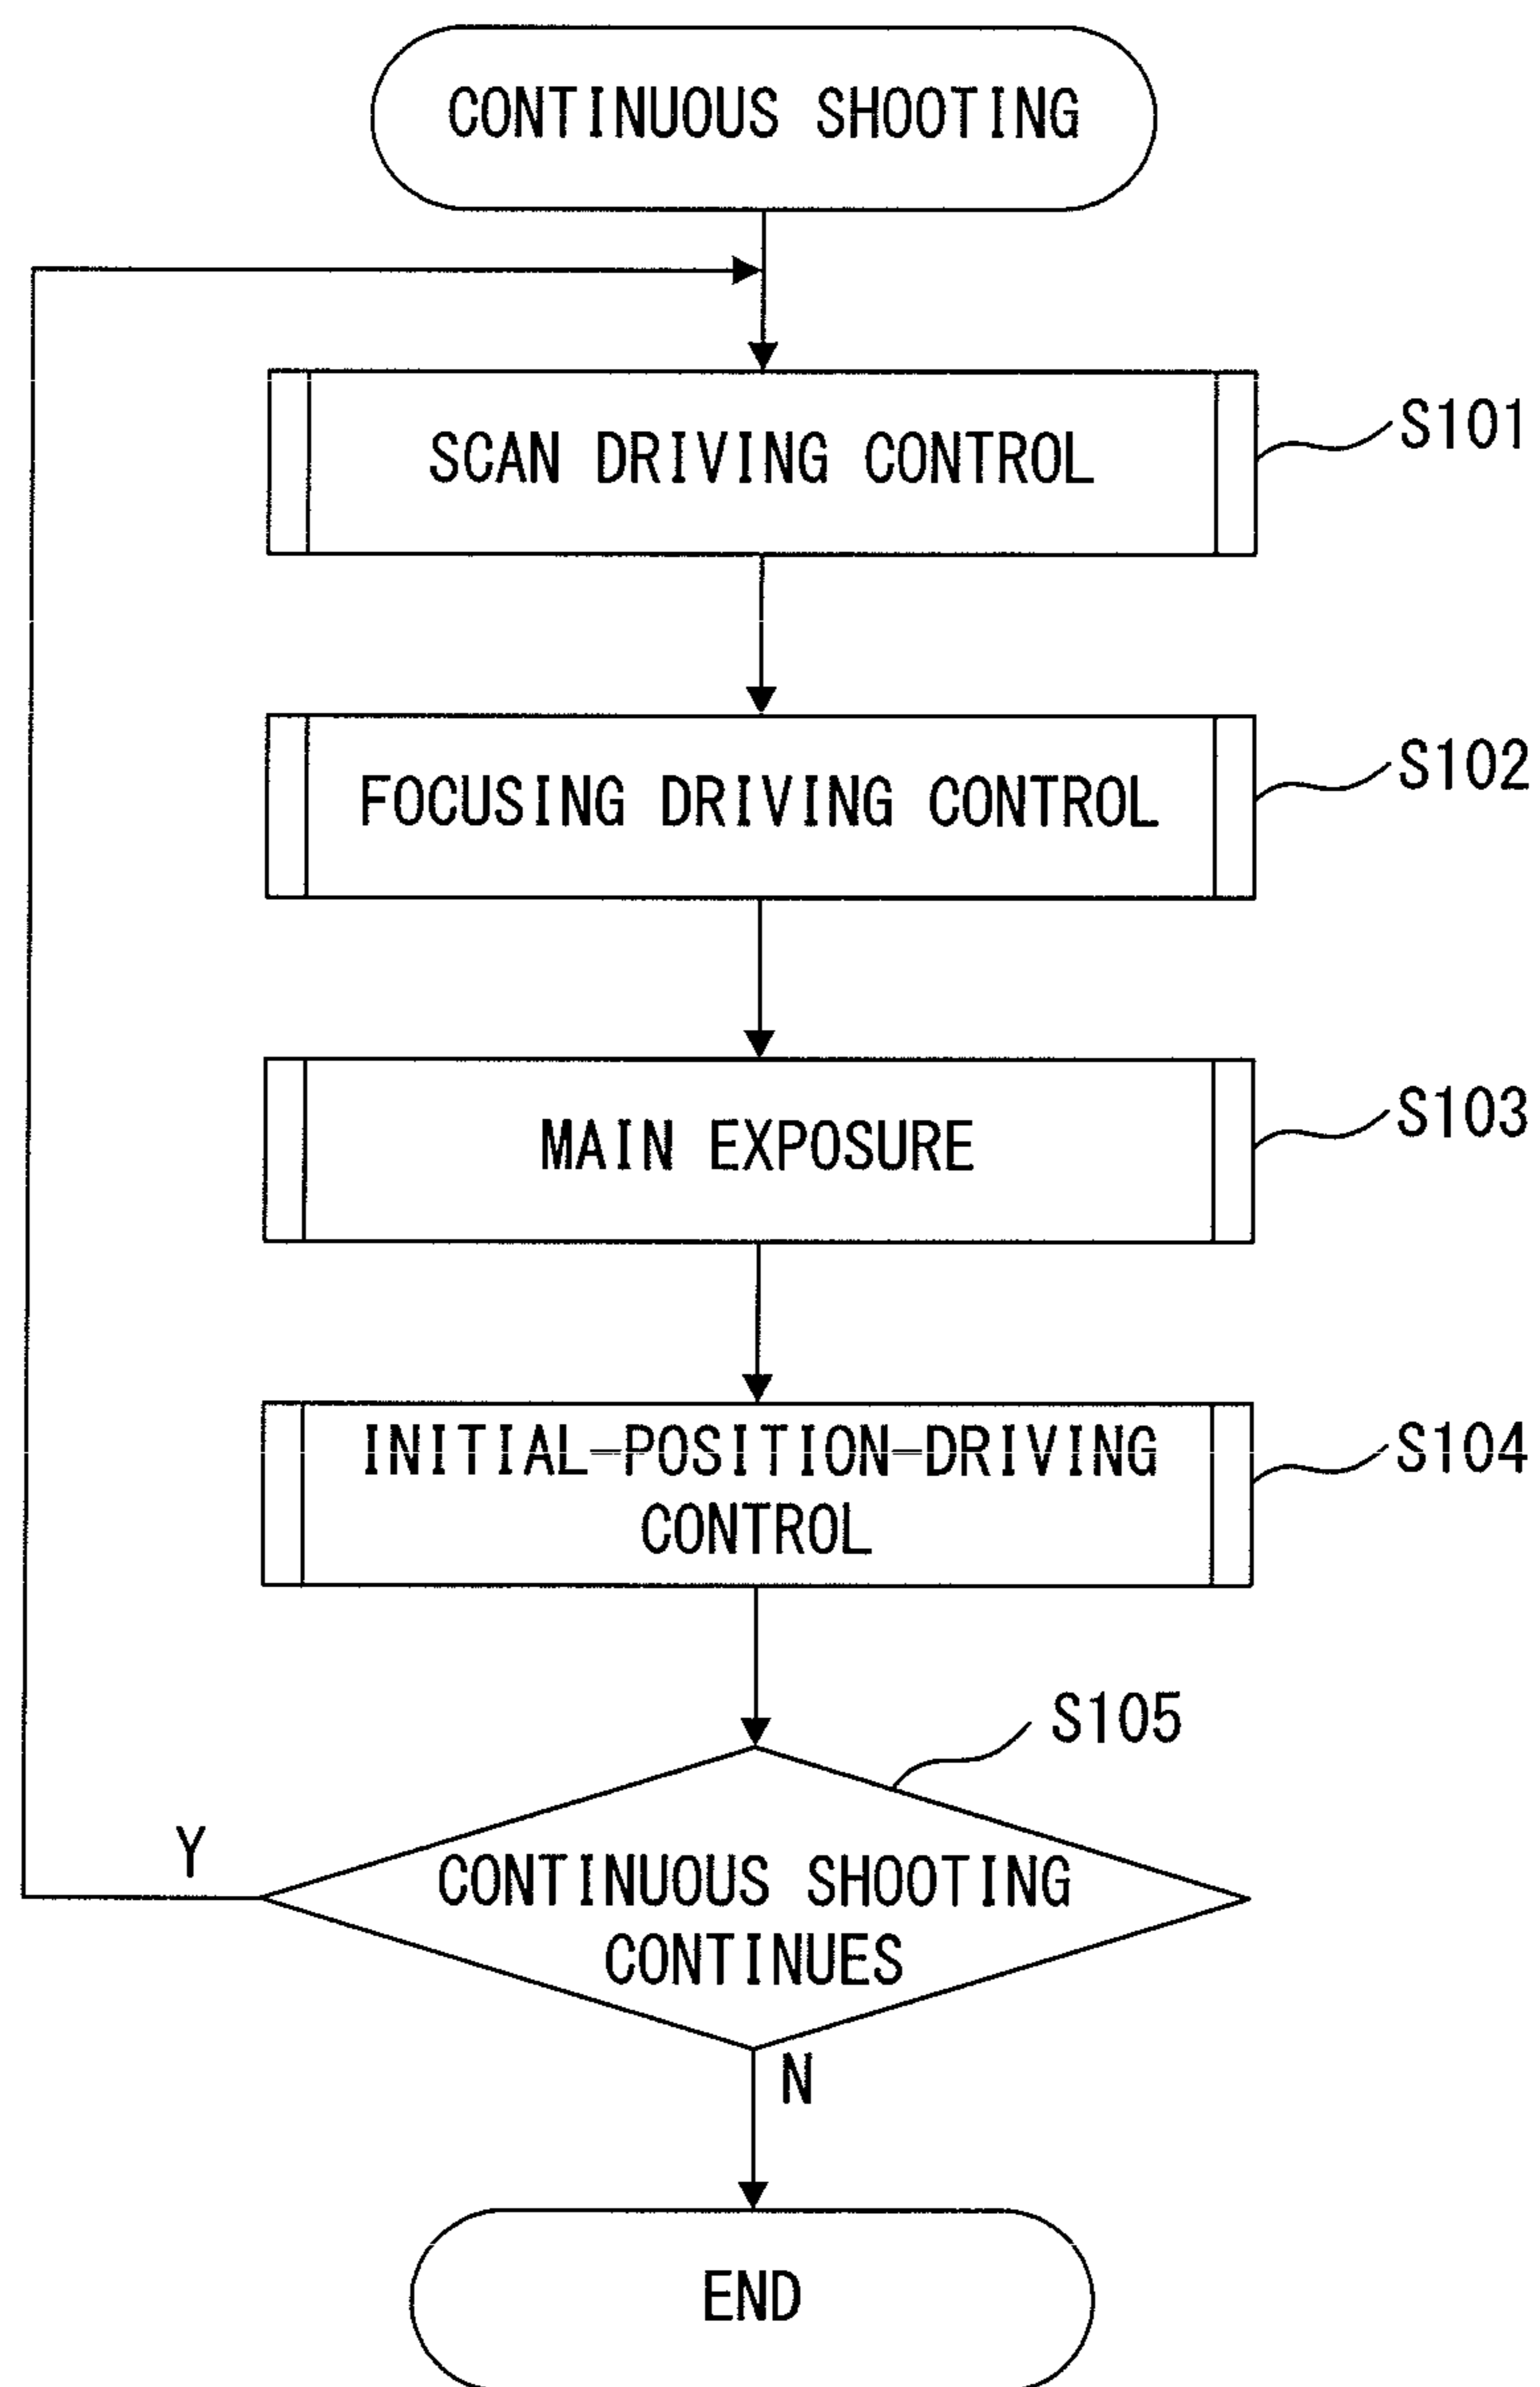 CONTINUOUS SHOOTING
SCAN DRIVING CONTROL
S101
FOCUSING DRIVING CONTROL
S102
MAIN EXPOSURE
S103
INITIAL-POSITION-DRIVING
CONTROL
S104
S105
Y
CONTINUOUS SHOOTING
CONTINUES
N
END